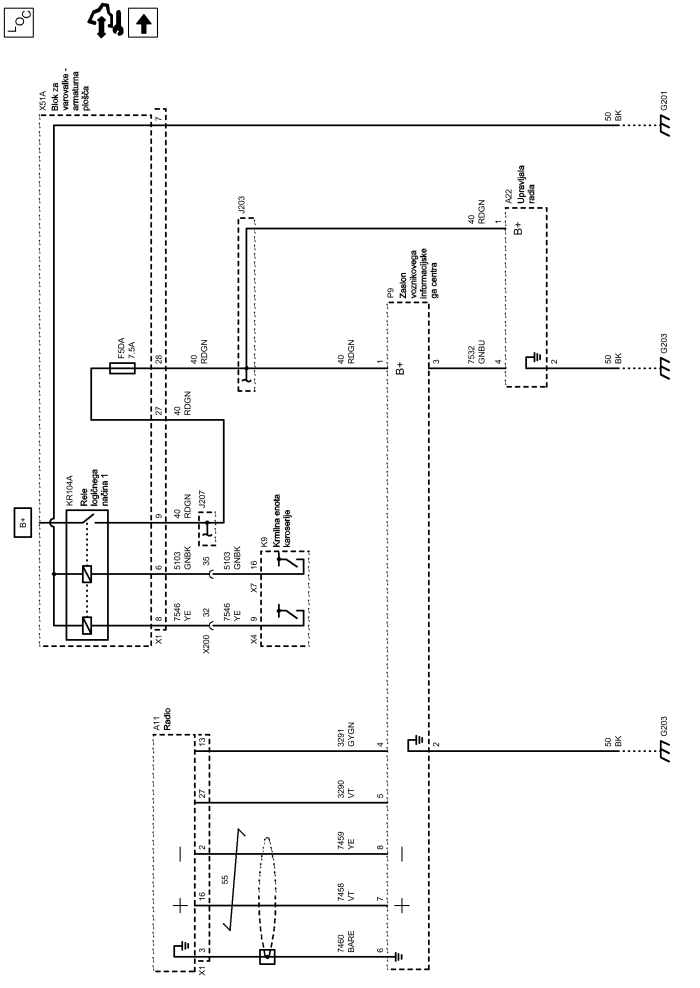 LOC
B+
X51A
Blok za
varovalke -
armaturna
plošča
KR104A
Rele
logičnega
načina 1
F5DA
7.5A
X1
8
6
9
27
28
7
7546
YE
5103
GNBK
40
RDGN
40
RDGN
40
RDGN
X200
32
35
J207
J203
7546
YE
5103
GNBK
X4
9
X7
16
K9
Krmilna enota
karoserije
40
RDGN
40
RDGN
1
B+
P9
Zaslon
voznikovega
informacijske
ga centra
3
7532
GNBU
4
1
B+
A22
Upravljala
radia
2
50
BK
50
BK
G203
G201
A11
Radio
X1
3
16
2
27
13
55
7460
BARE
7458
VT
7459
YE
3290
VT
3291
GYGN
6
7
8
5
4
2
50
BK
G203